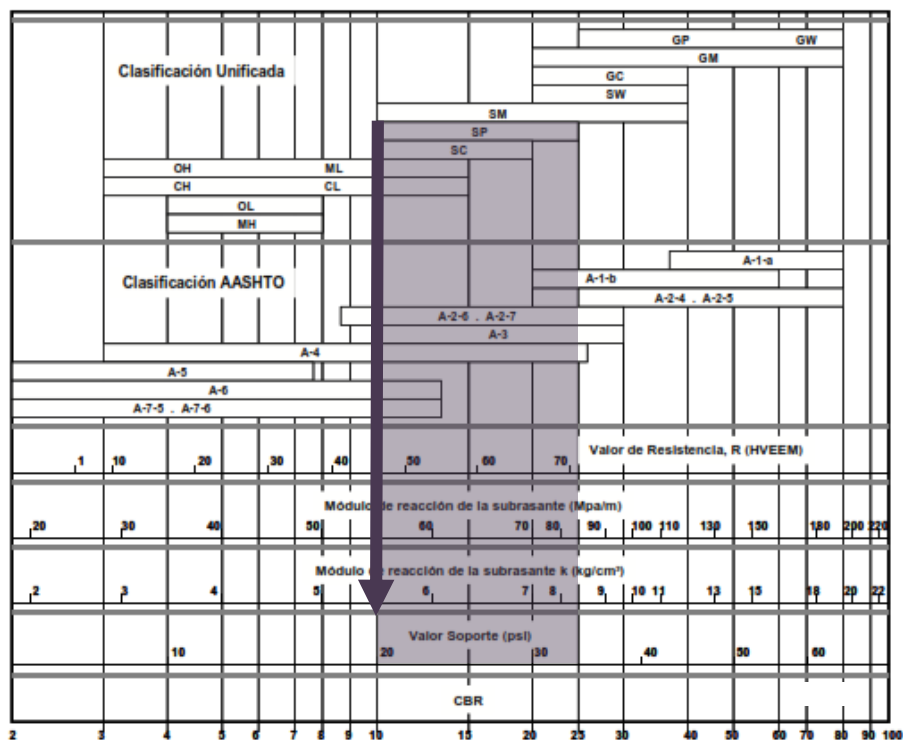 GP GW
GM
Clasificación Unificada
GC
SW
SM
SP
SC
OH ML
CH CL
OL
MH
A-1-a
Clasificación AASHTO
A-1-b
A-2-4 . A-2-5
A-2-6 . A-2-7
A-3
A-4
A-5
A-6
A-7-5 . A-7-6
Valor de Resistencia, R (HVEEM)
1 10 20 30 40 50 60 70
Módulo de reacción de la subrasante (Mpa/m)
20 30 40 50 60 70 80 90 100 110 130 150 180 200 220
Módulo de reacción de la subrasante k (kg/cm³)
2 3 4 5 6 7 8 9 10 11 13 15 18 20 22
Valor Soporte (psi)
10 20 30 40 50 60
CBR
2 3 4 5 6 7 8 9 10 15 20 25 30 40 50 60 70 80 90 100